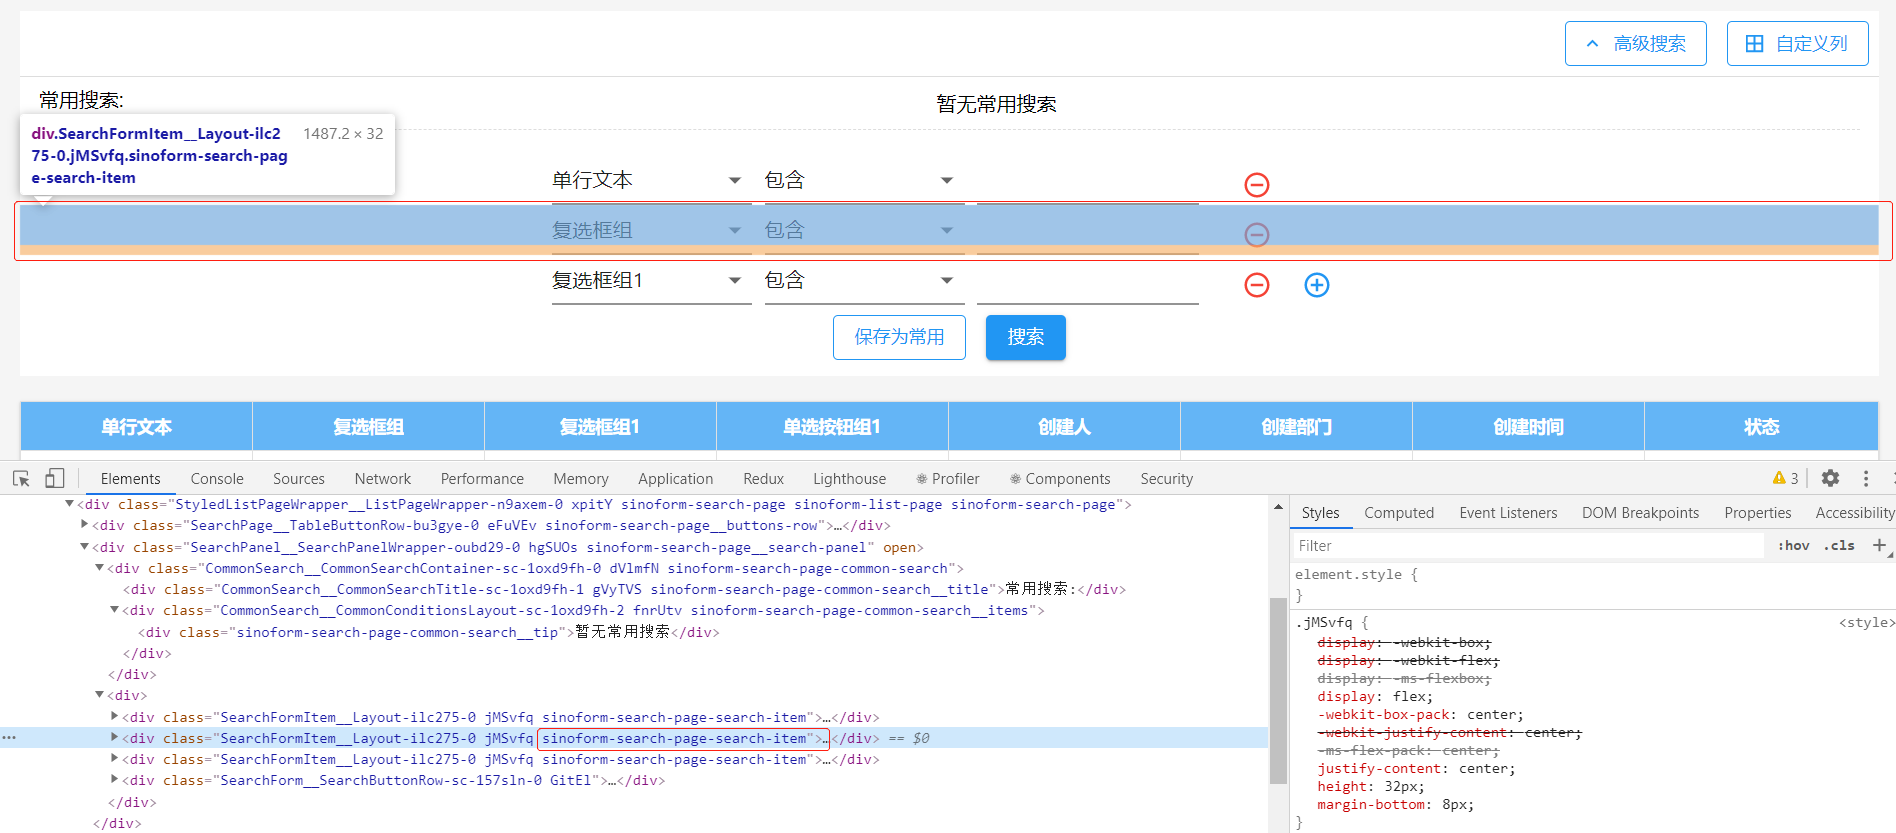 高级搜索 自定义列
常用搜索:
暂无常用搜索
div.SearchFormItem__Layout-ilc2 1487.2 × 32
75-0.jMSvfq.sinoform-search-pag
e-search-item
单行文本 包含
复选框组 包含
复选框组1 包含
保存为常用 搜索
单行文本 复选框组 复选框组1 单选按钮组1 创建人 创建部门 创建时间 状态
Elements Console Sources Network Performance Memory Application Redux Lighthouse Profiler Components Security 3
<div class="StyledListPageWrapper__ListPageWrapper-n9axem-0 xpitY sinoform-search-page sinoform-list-page sinoform-search-page">
<div class="SearchPage__TableButtonRow-bu3gye-0 eFuVEv sinoform-search-page__buttons-row">…</div>
<div class="SearchPanel__SearchPanelWrapper-oubd29-0 hgSUOs sinoform-search-page__search-panel" open>
<div class="CommonSearch__CommonSearchContainer-sc-1oxd9fh-0 dVlmfN sinoform-search-page-common-search">
<div class="CommonSearch__CommonSearchTitle-sc-1oxd9fh-1 gVyTVS sinoform-search-page-common-search__title">常用搜索:</div>
<div class="CommonSearch__CommonConditionsLayout-sc-1oxd9fh-2 fnrUtv sinoform-search-page-common-search__items">
<div class="sinoform-search-page-common-search__tip">暂无常用搜索</div>
</div>
</div>
<div>
<div class="SearchFormItem__Layout-ilc275-0 jMSvfq sinoform-search-page-search-item">…</div>
<div class="SearchFormItem__Layout-ilc275-0 jMSvfq sinoform-search-page-search-item">…</div> == $0
<div class="SearchFormItem__Layout-ilc275-0 jMSvfq sinoform-search-page-search-item">…</div>
<div class="SearchForm__SearchButtonRow-sc-157sln-0 GitEl">…</div>
</div>
</div>
Styles Computed Event Listeners DOM Breakpoints Properties Accessibility
Filter :hov .cls +
element.style {
}
.jMSvfq { <style>
display: -webkit-box;
display: -webkit-flex;
display: -ms-flexbox;
display: flex;
-webkit-box-pack: center;
-webkit-justify-content: center;
-ms-flex-pack: center;
justify-content: center;
height: 32px;
margin-bottom: 8px;
}